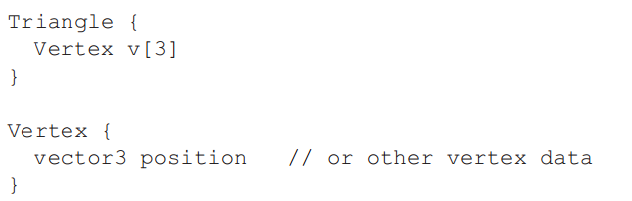 Triangle {
  Vertex v[3]
}

Vertex {
  vector3 position   // or other vertex data
}